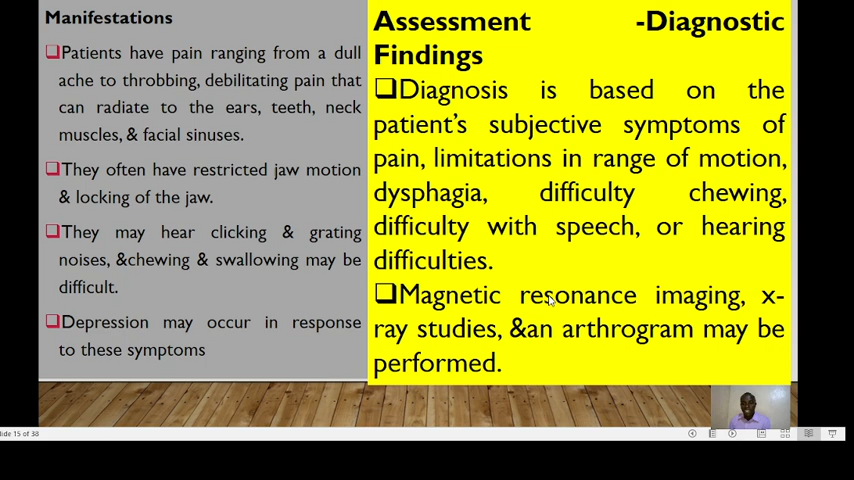 Manifestations
❑Patients have pain ranging from a dull
ache to throbbing, debilitating pain that
can radiate to the ears, teeth, neck
muscles, & facial sinuses.
❑They often have restricted jaw motion
& locking of the jaw.
❑They may hear clicking & grating
noises, &chewing & swallowing may be
difficult.
❑Depression may occur in response
to these symptoms
Assessment -Diagnostic
Findings
❑Diagnosis is based on the
patient's subjective symptoms of
pain, limitations in range of motion,
dysphagia, difficulty chewing,
difficulty with speech, or hearing
difficulties.
❑Magnetic resonance imaging, x-
ray studies, &an arthrogram may be
performed.
lide 15 of 38